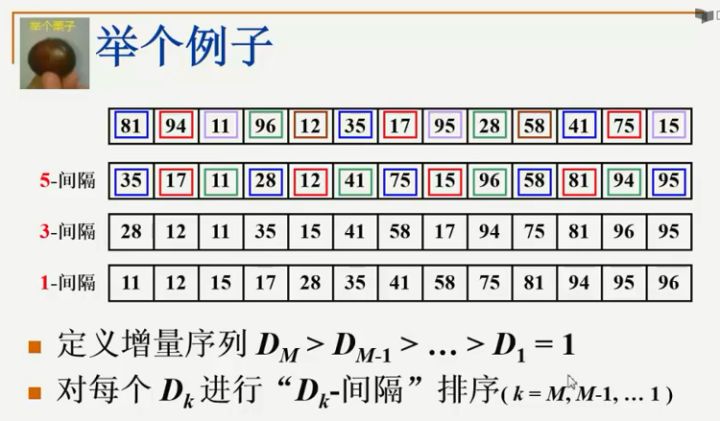 举个栗子
举个例子
81 94 11 96 12 35 17 95 28 58 41 75 15
5-间隔 35 17 11 28 12 41 75 15 96 58 81 94 95
3-间隔 28 12 11 35 15 41 58 17 94 75 81 96 95
1-间隔 11 12 15 17 28 35 41 58 75 81 94 95 96
定义增量序列 D_M > D_{M-1} > … > D_1 = 1
对每个 D_k 进行“D_k-间隔”排序( k = M, M-1, … 1 )